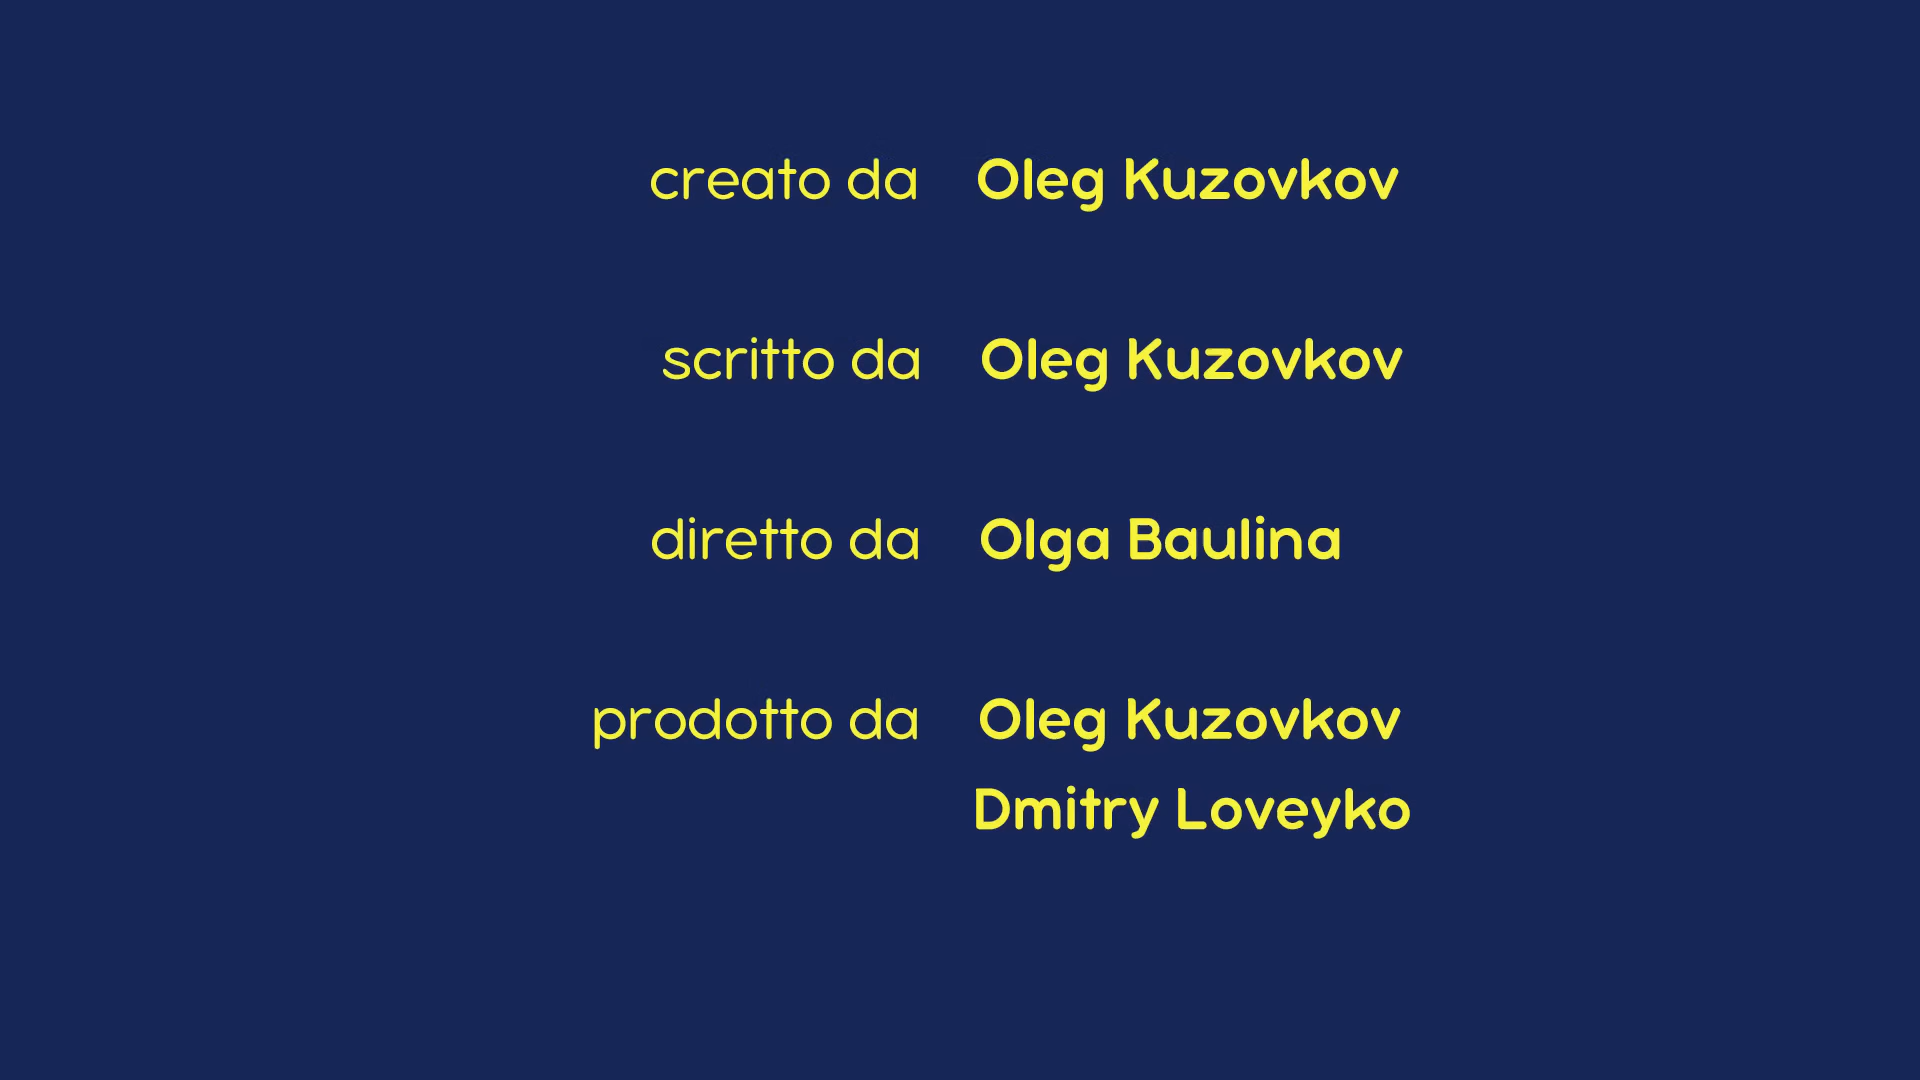 creato da Oleg Kuzovkov
scritto da Oleg Kuzovkov
diretto da Olga Baulina
prodotto da Oleg Kuzovkov
Dmitry Loveyko